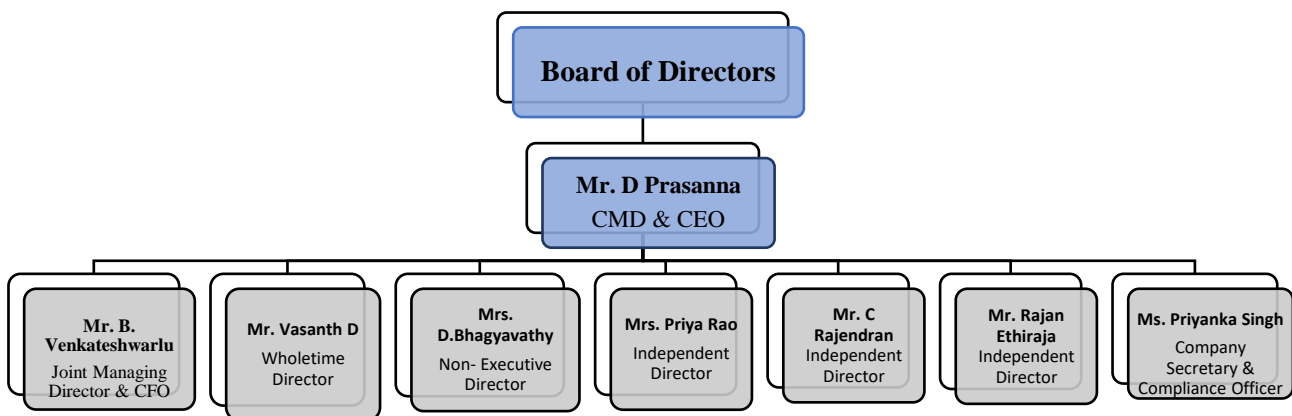 Board of Directors
Mr. D Prasanna
CMD & CEO
Mr. B.
Venkateshwarlu
Joint Managing
Director & CFO
Mr. Vasanth D
Wholetime
Director
Mrs.
D.Bhagyavathy
Non- Executive
Director
Mrs. Priya Rao
Independent
Director
Mr. C
Rajendran
Independent
Director
Mr. Rajan
Ethiraja
Independent
Director
Ms. Priyanka Singh
Company
Secretary &
Compliance Officer